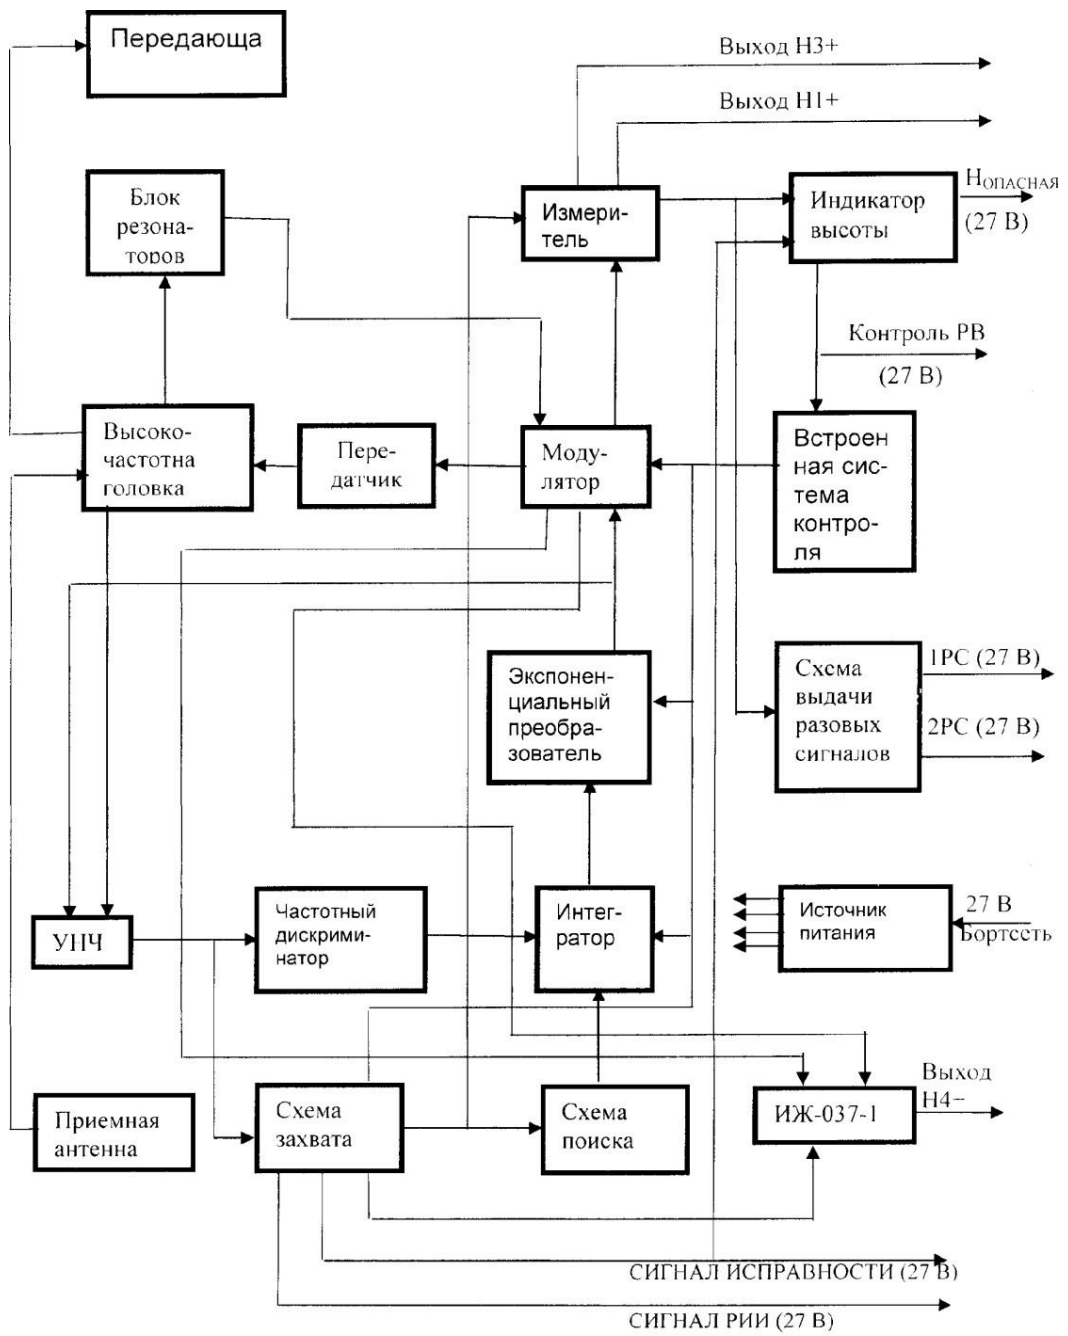 Передающа
Выход Н3+
Выход Н1+
Блок
резона-
торов
Измери-
тель
Индикатор
высоты
НОПАСНАЯ
(27 В)
Контроль РВ
(27 В)
Высоко-
частотна
головка
Пере-
датчик
Моду-
лятор
Встроен
ная сис-
тема
контро-
ля
Экспонен-
циальный
преобра-
зователь
Схема
выдачи
разовых
сигналов
1РС (27 В)
2РС (27 В)
УНЧ
Частотный
дискрими-
натор
Интег-
ратор
Источник
питания
27 В
Бортсеть
Приемная
антенна
Схема
захвата
Схема
поиска
ИЖ-037-1
Выход
Н4−
СИГНАЛ ИСПРАВНОСТИ (27 В)
СИГНАЛ РИИ (27 В)